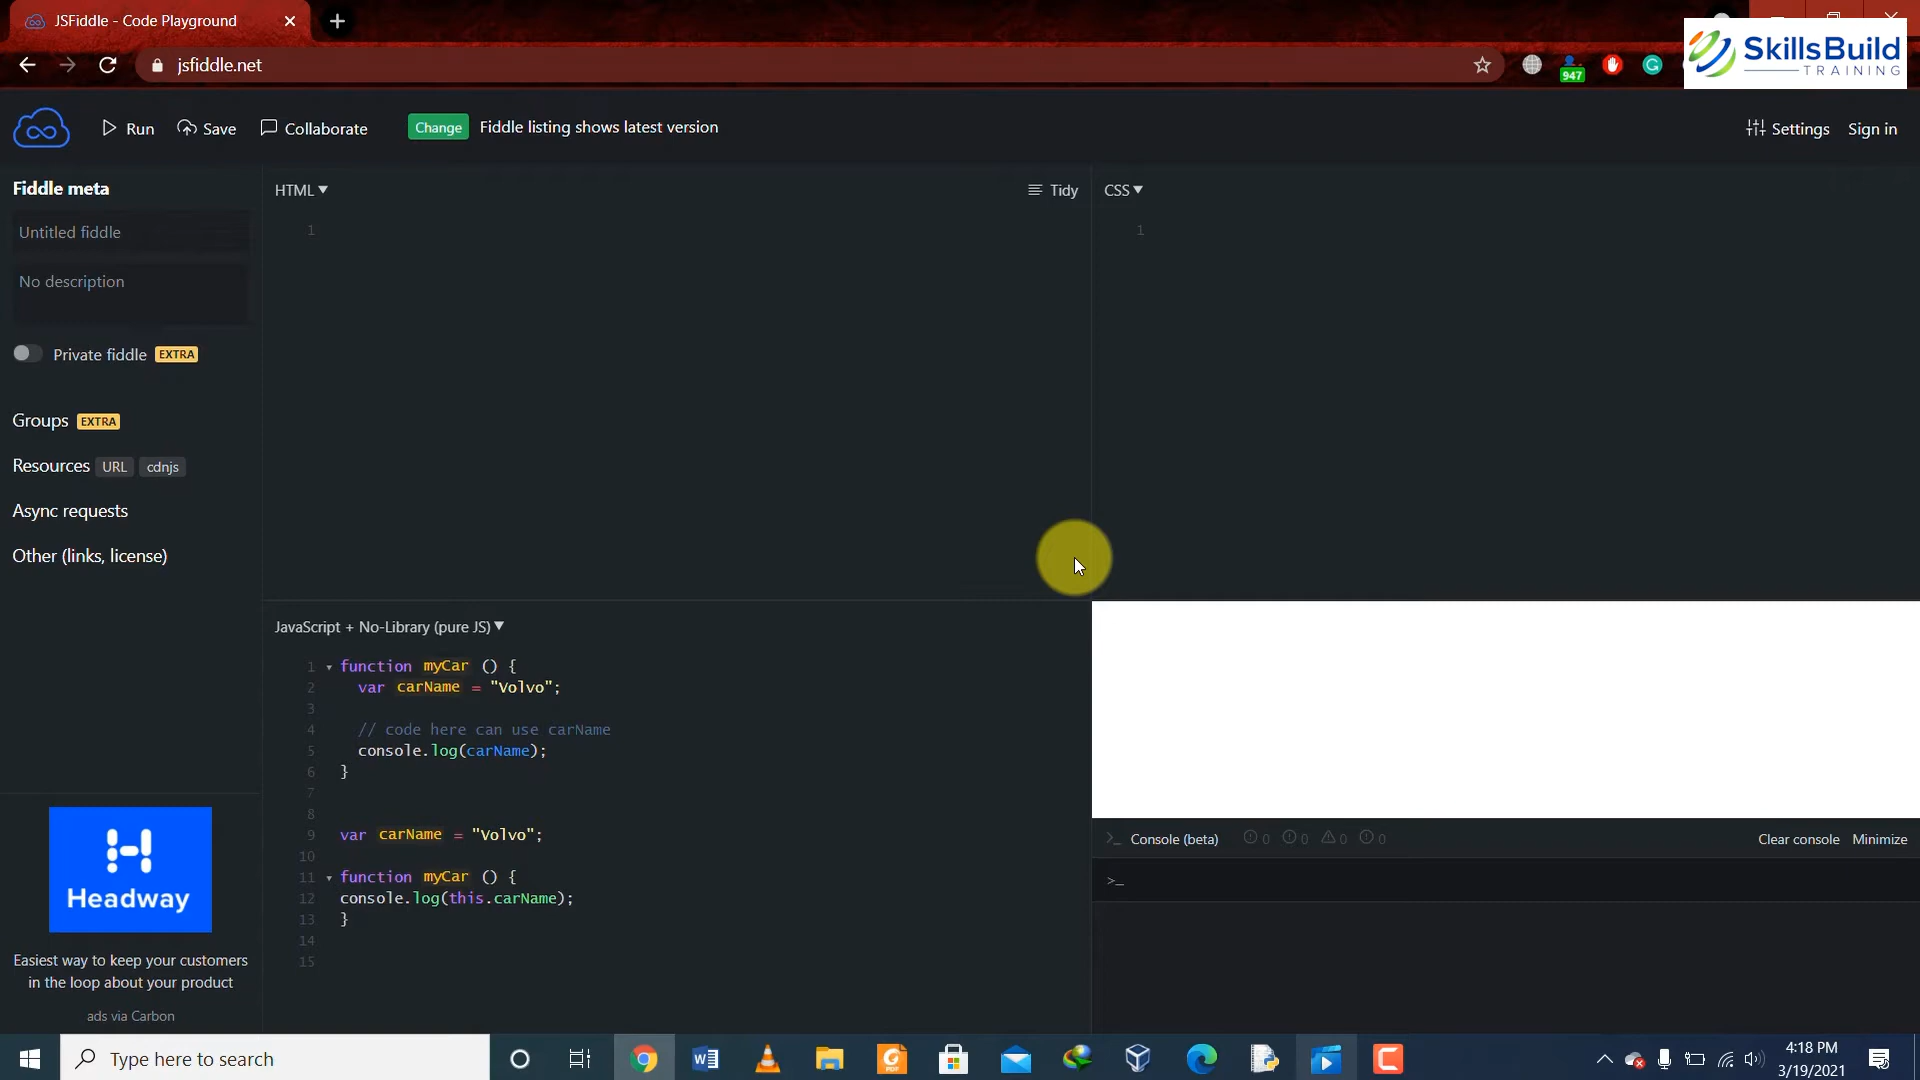 JSFiddle - Code Playground
jsfiddle.net
947
SkillsBuild
TRAINING
Run
Save
Collaborate
Change
Fiddle listing shows latest version
Settings
Sign in
Fiddle meta
Untitled fiddle
No description
Private fiddle EXTRA
Groups EXTRA
Resources URL cdnjs
Async requests
Other (links, license)
Headway
Easiest way to keep your customers
in the loop about your product
ads via Carbon
HTML▼
Tidy
1
CSS▼
1
JavaScript + No-Library (pure JS)▼
1 function myCar () {
2 var carName = "Volvo";
3
4 // code here can use carName
5 console.log(carName);
6 }
7
8
9 var carName = "Volvo";
10
11 function myCar () {
12 console.log(this.carName);
13 }
14
15
>_ Console (beta) 0 0 0 0
Clear console Minimize
>_
Type here to search
4:18 PM
3/19/2021